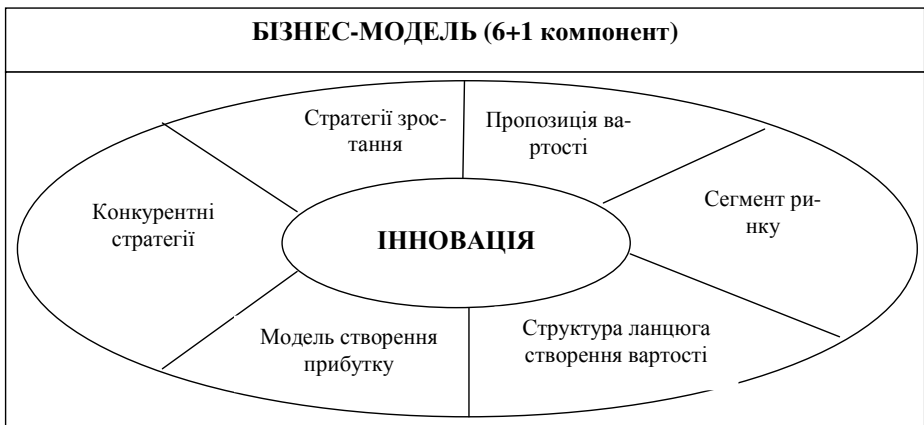 БІЗНЕС-МОДЕЛЬ (6+1 компонент)
Стратегії зрос-
тання
Пропозиція ва-
ртості
Конкурентні
стратегії
Сегмент ри-
нку
ІННОВАЦІЯ
Модель створення
прибутку
Структура ланцюга
створення вартості